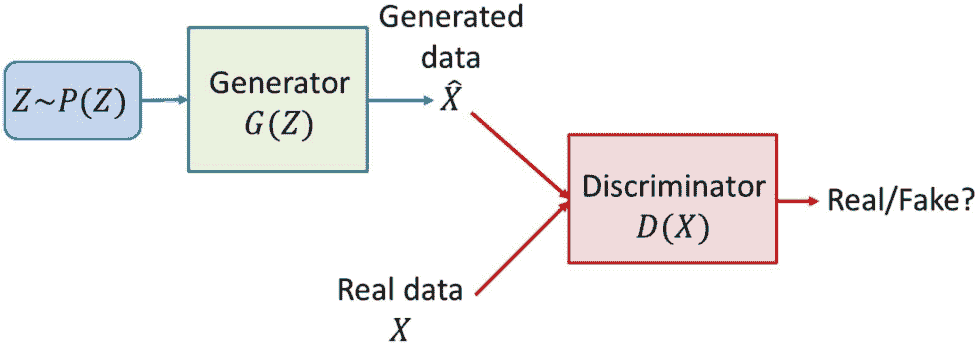 Z~P(Z)
Generator
G(Z)
Generated
data
X̂
Discriminator
D(X)
Real/Fake?
Real data
X